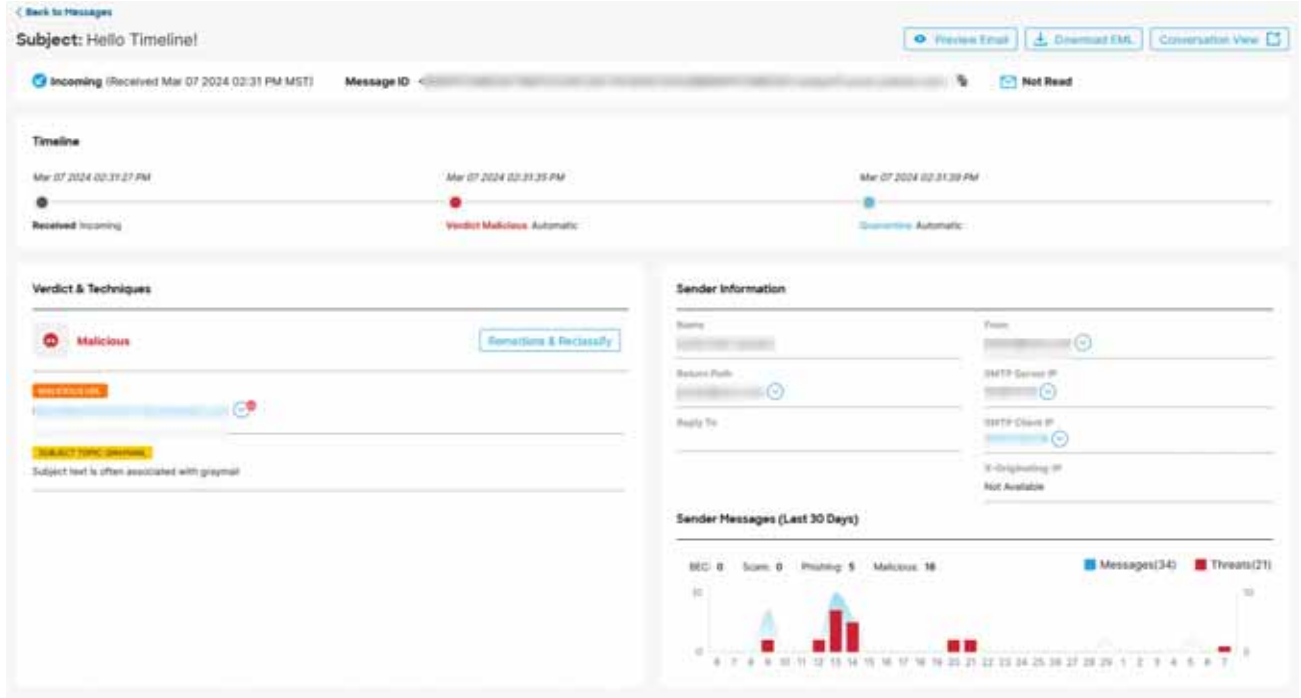 Back to Messages
Subject: Hello Timeline!
Preview Email
Download EML
Conversation View
Incoming (Received Mar 07 2024 02:31 PM MST)
Message ID
Not Read
Timeline
Mar 07 2024 02:31:27 PM
Mar 07 2024 02:31:35 PM
Mar 07 2024 02:31:39 PM
Received Incoming
Verdict Malicious Automatic
Quarantine Automatic
Verdict & Techniques
Malicious
Remediate & Reclassify
MALICIOUS URL
SUBJECT TOPIC GRAYMAIL
Subject text is often associated with graymail
Sender Information
Name
From
Return Path
SMTP Server IP
Reply To
SMTP Client IP
X-Originating IP
Not Available
Sender Messages (Last 30 Days)
BEC: 0 Scam: 0 Phishing: 5 Malicious: 16
Messages(34) Threats(21)
10 10
0 0
6 7 8 9 10 11 12 13 14 15 16 17 18 19 20 21 22 23 24 25 26 27 28 29 1 2 3 4 5 6 7